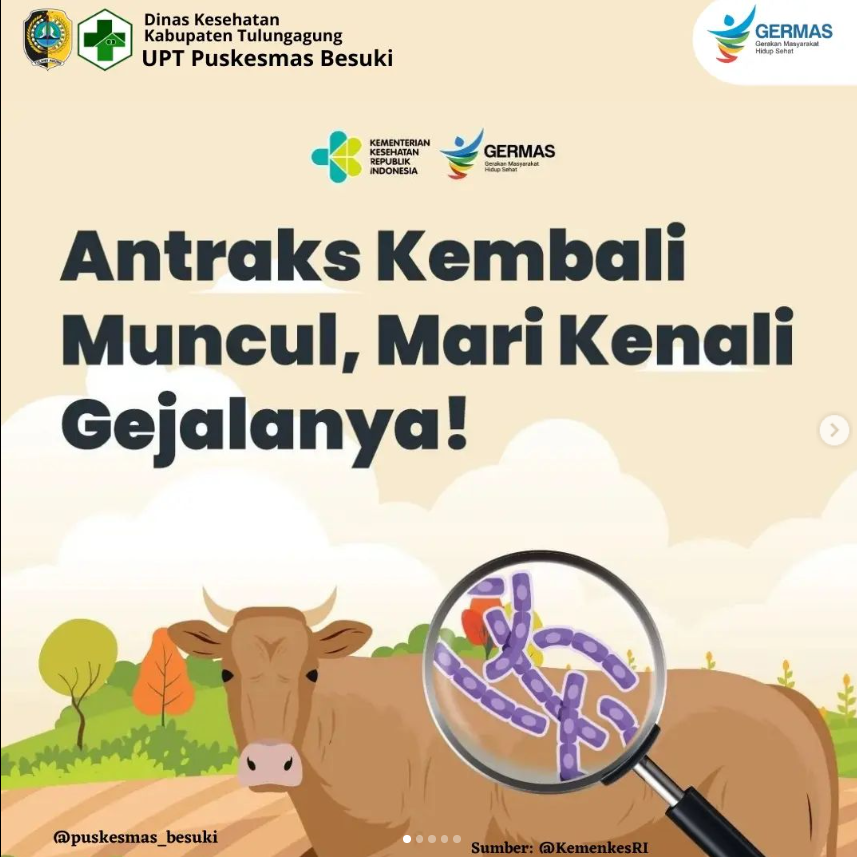 Dinas Kesehatan
Kabupaten Tulungagung
UPT Puskesmas Besuki
GERMAS
Gerakan Masyarakat
Hidup Sehat
KEMENTERIAN
KESEHATAN
REPUBLIK
INDONESIA
GERMAS
Gerakan Masyarakat
Hidup Sehat
Antraks Kembali
Muncul, Mari Kenali
Gejalanya!
@puskesmas_besuki
Sumber: @KemenkesRI